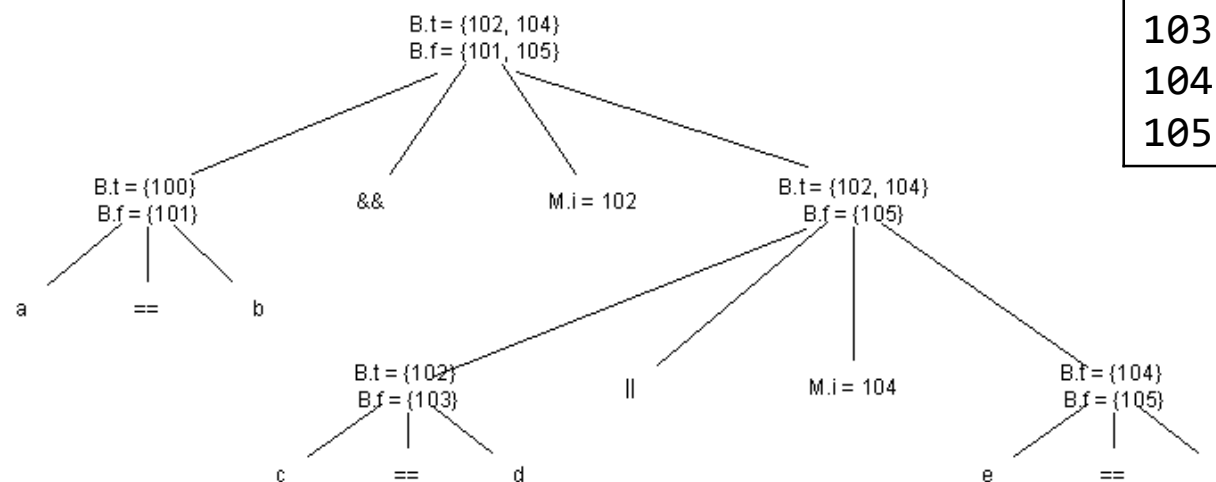 B.t = {102, 104}
B.f = {101, 105}
103
104
105
B.t = {100}
B.f = {101}
&&
M.i = 102
B.t = {102, 104}
B.f = {105}
a
==
b
B.t = {102}
B.f = {103}
||
M.i = 104
B.t = {104}
B.f = {105}
c
==
d
e
==